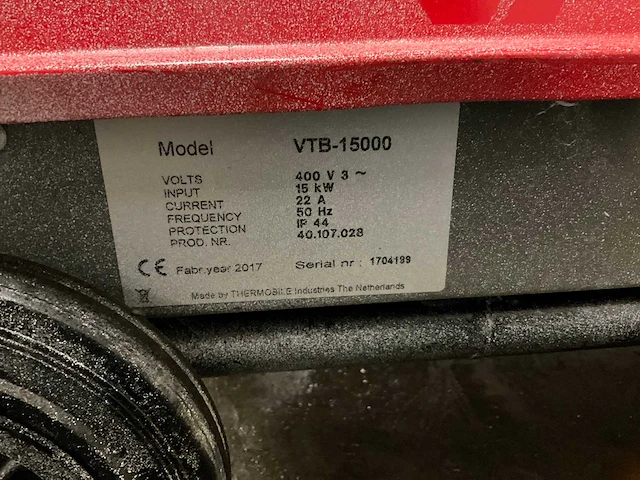 Model VTB-15000
VOLTS 400 V 3 ~
INPUT 15 kW
CURRENT 22 A
FREQUENCY 50 Hz
PROTECTION IP 44
PROD. NR. 40.107.028
CE Fabr.year 2017 Serial nr : 1704199
Made by THERMOBILE Industries The Netherlands